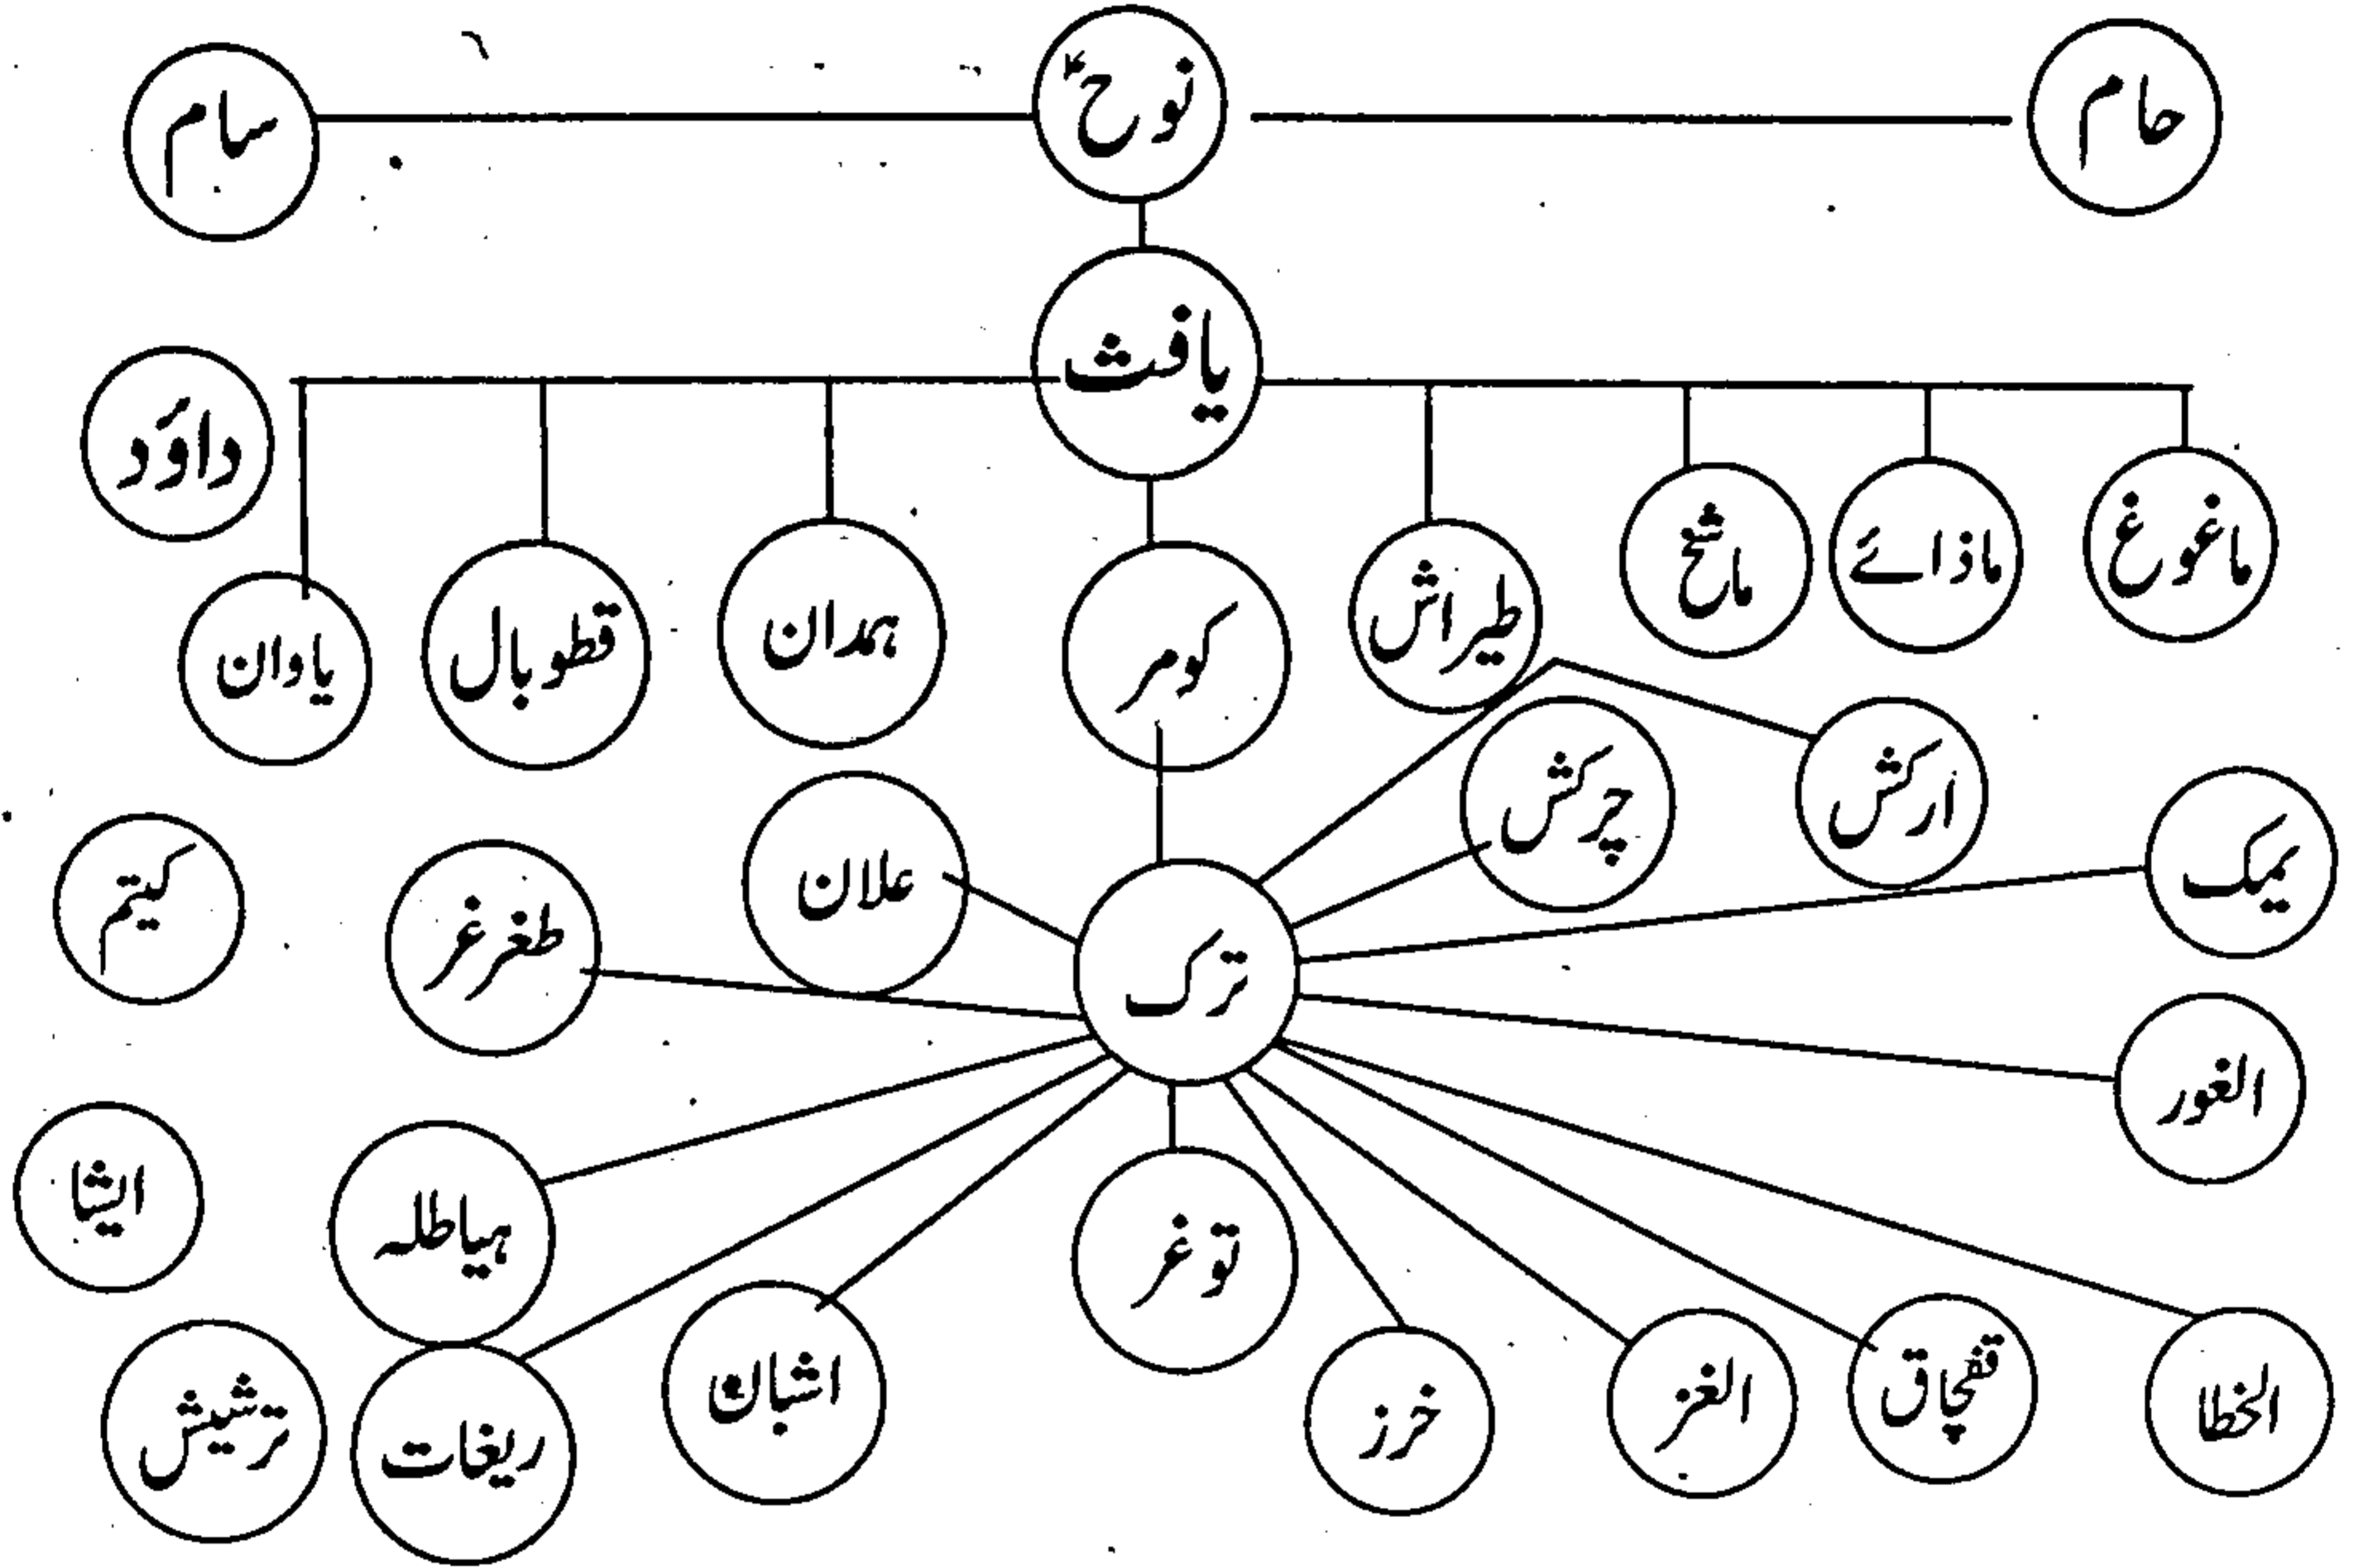 حام
نوحؑ
سام
یافث
ماغوغ
ماذائے
ماشخ
طیراش
کومر
ہمدان
قطوبال
یاوان
داؤد
یمک
ارکش
چرکش
علان
طغرغر
کیتم
ترک
الغور
الخطا
قفچاق
الغز
خزر
توغر
اشبان
ریغات
ہیاطلہ
ایشا
ترشیش